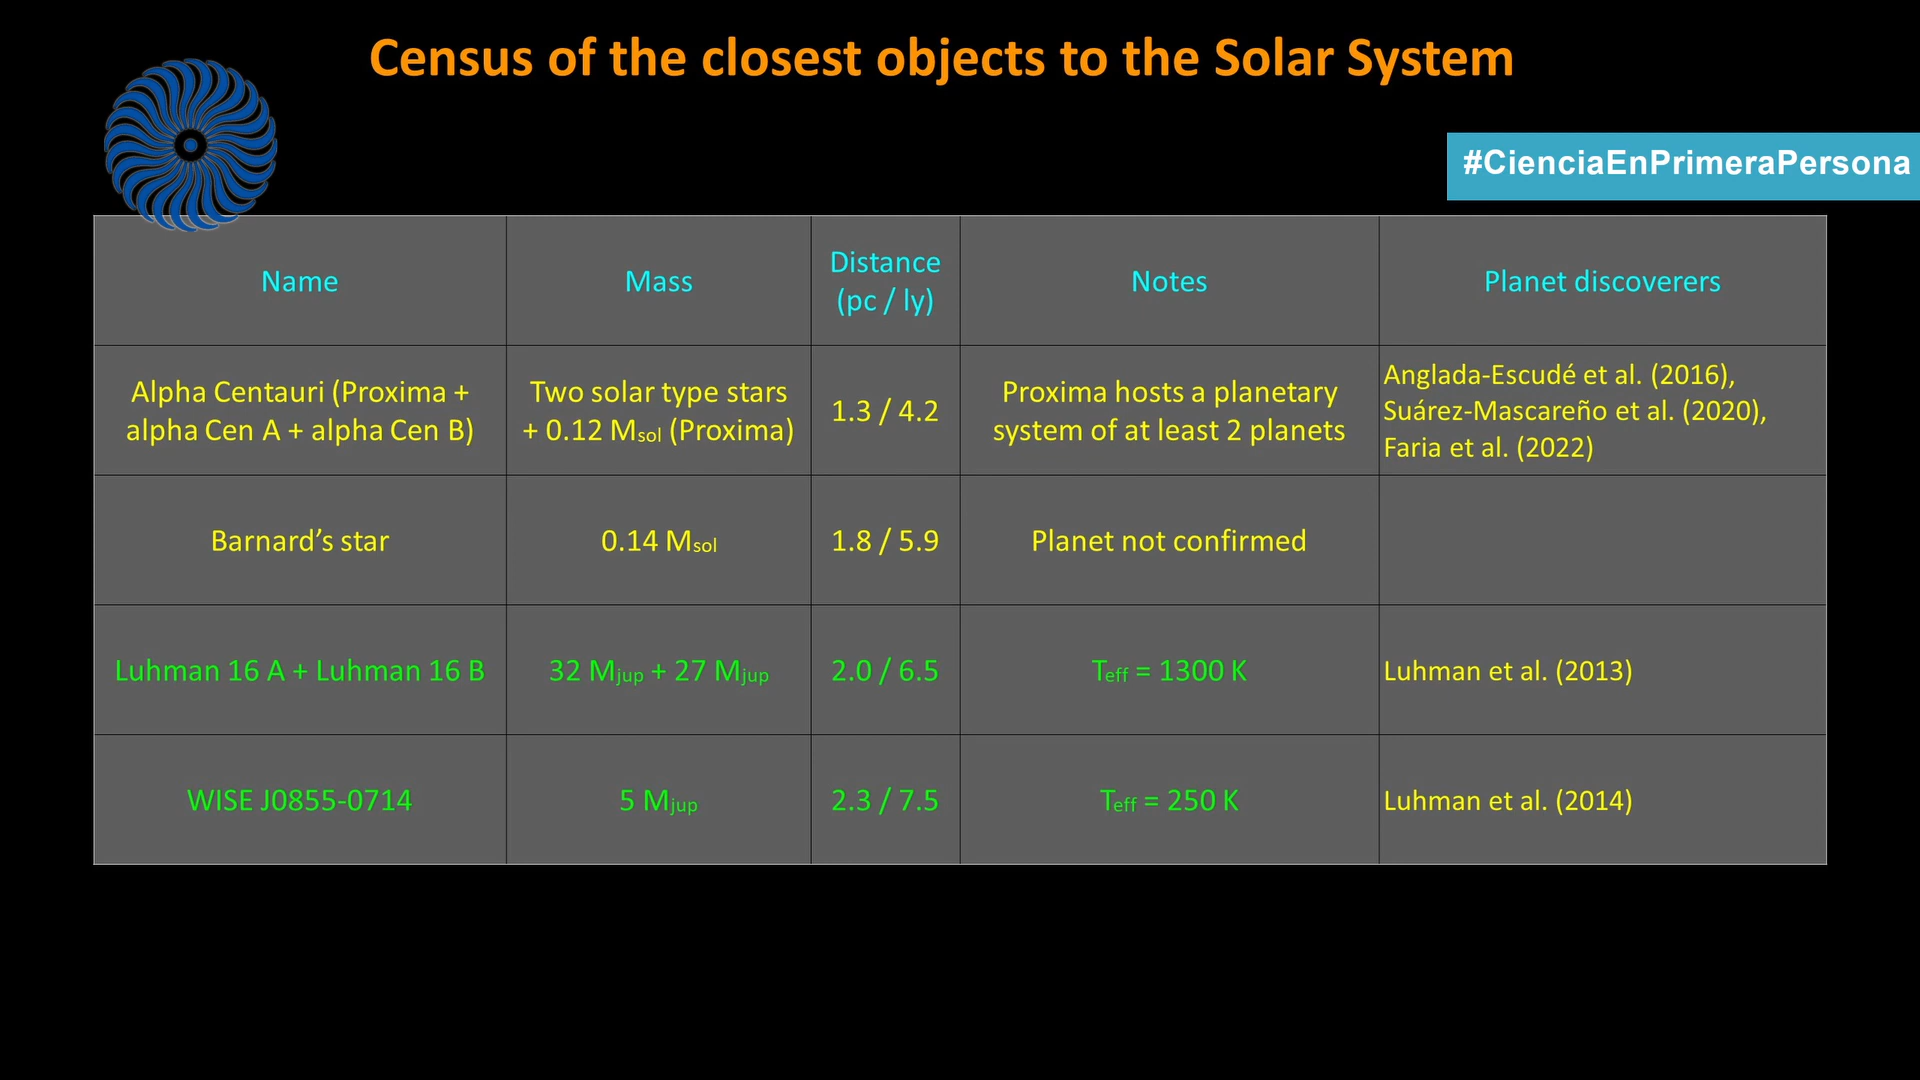 Census of the closest objects to the Solar System
#CienciaEnPrimeraPersona
Name
Mass
Distance
(pc / ly)
Notes
Planet discoverers
Alpha Centauri (Proxima +
alpha Cen A + alpha Cen B)
Two solar type stars
+ 0.12 Msol (Proxima)
1.3 / 4.2
Proxima hosts a planetary
system of at least 2 planets
Anglada-Escudé et al. (2016),
Suárez-Mascareño et al. (2020),
Faria et al. (2022)
Barnard’s star
0.14 Msol
1.8 / 5.9
Planet not confirmed
Luhman 16 A + Luhman 16 B
32 Mjup + 27 Mjup
2.0 / 6.5
Teff = 1300 K
Luhman et al. (2013)
WISE J0855-0714
5 Mjup
2.3 / 7.5
Teff = 250 K
Luhman et al. (2014)